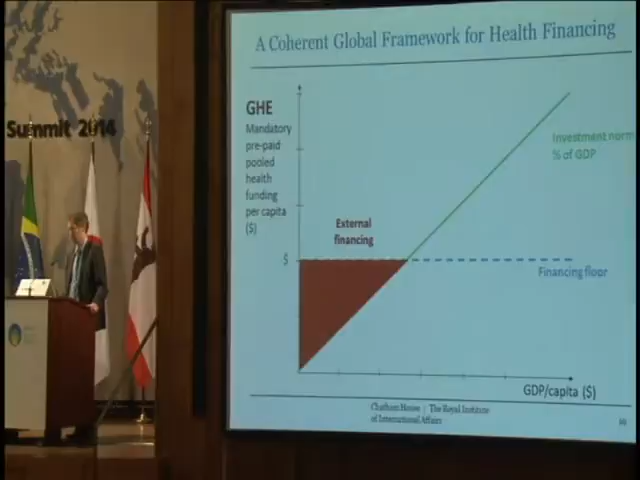 A Coherent Global Framework for Health Financing
Summit 2014
GHE
Mandatory
pre-paid
pooled
health
funding
per capita
($)
External
financing
Investment norm
% of GDP
$
Financing floor
GDP/capita ($)
Chatham House | The Royal Institute
of International Affairs